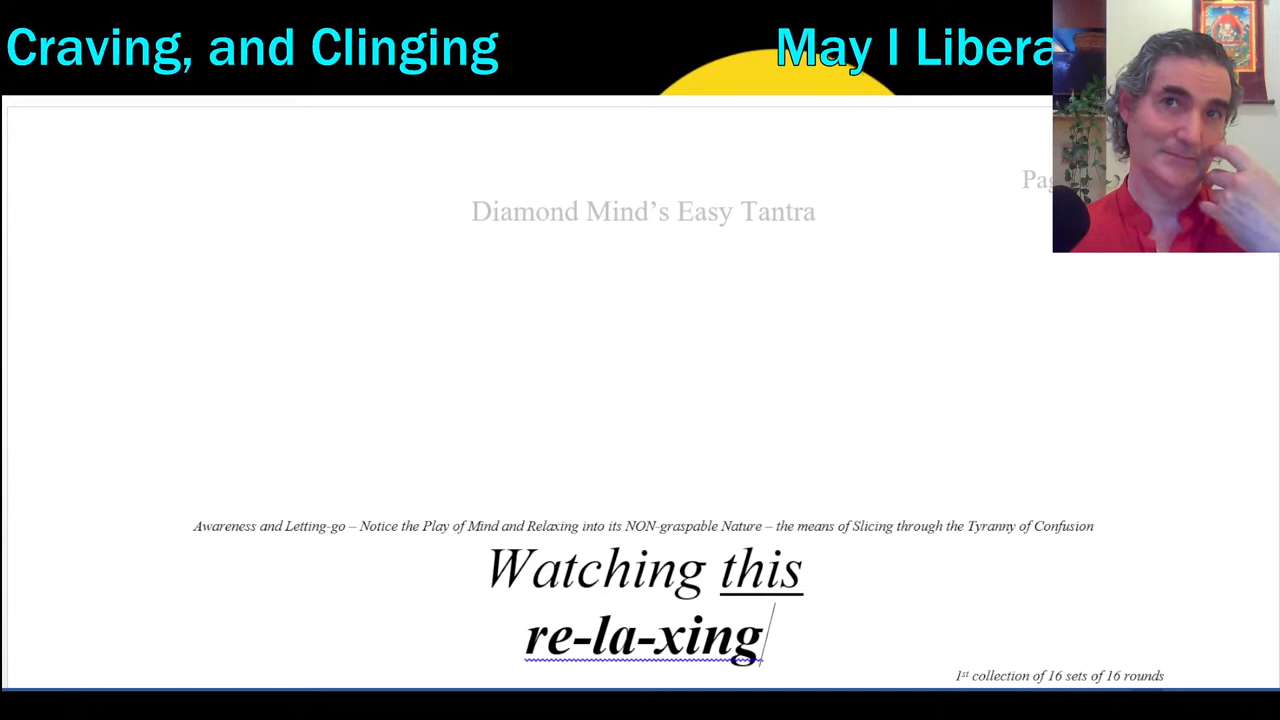 Craving, and Clinging
May I Libera
Diamond Mind’s Easy Tantra
Awareness and Letting-go – Notice the Play of Mind and Relaxing into its NON-graspable Nature – the means of Slicing through the Tyranny of Confusion
Watching this
re-la-xing
1st collection of 16 sets of 16 rounds